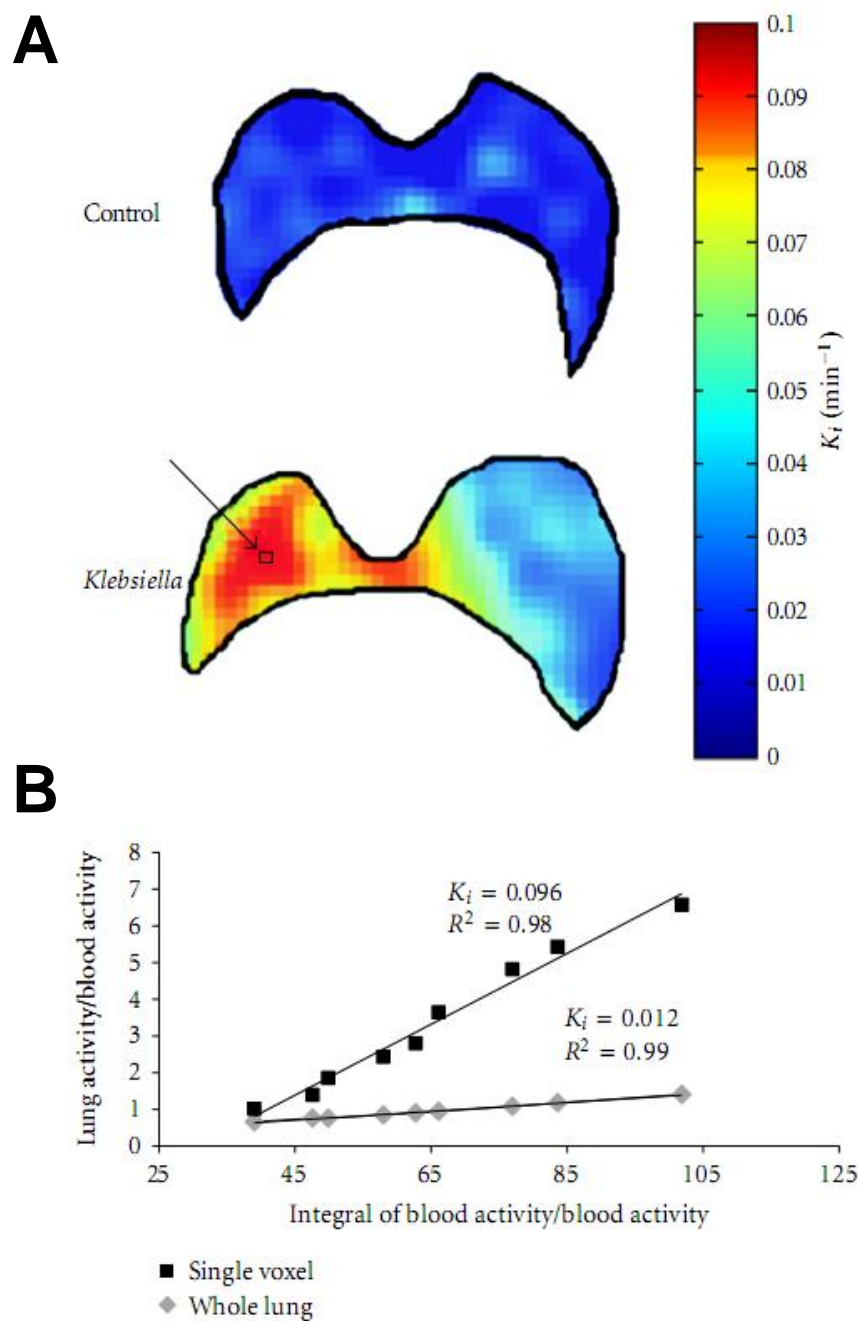 A
Control
Klebsiella
0.1
0.09
0.08
0.07
0.06
0.05
0.04
0.03
0.02
0.01
0
Kᵢ (min⁻¹)
B
Lung activity/blood activity
8
7
6
5
4
3
2
1
0
Kᵢ = 0.096
R² = 0.98
Kᵢ = 0.012
R² = 0.99
25 45 65 85 105 125
Integral of blood activity/blood activity
Single voxel
Whole lung